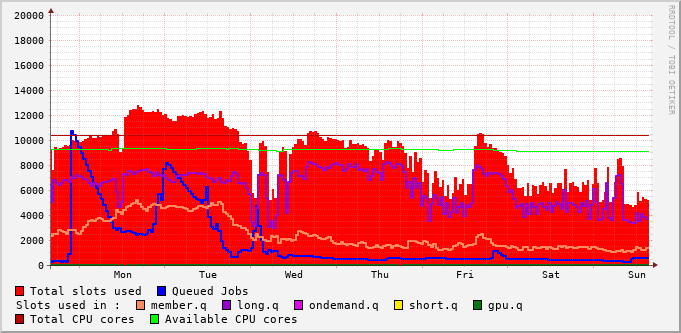 20000
18000
16000
14000
12000
10000
8000
6000
4000
2000
0
Mon Tue Wed Thu Fri Sat Sun
RRDTOOL / TOBI OETIKER
Total slots used Queued Jobs
Slots used in : member.q long.q ondemand.q short.q gpu.q
Total CPU cores Available CPU cores